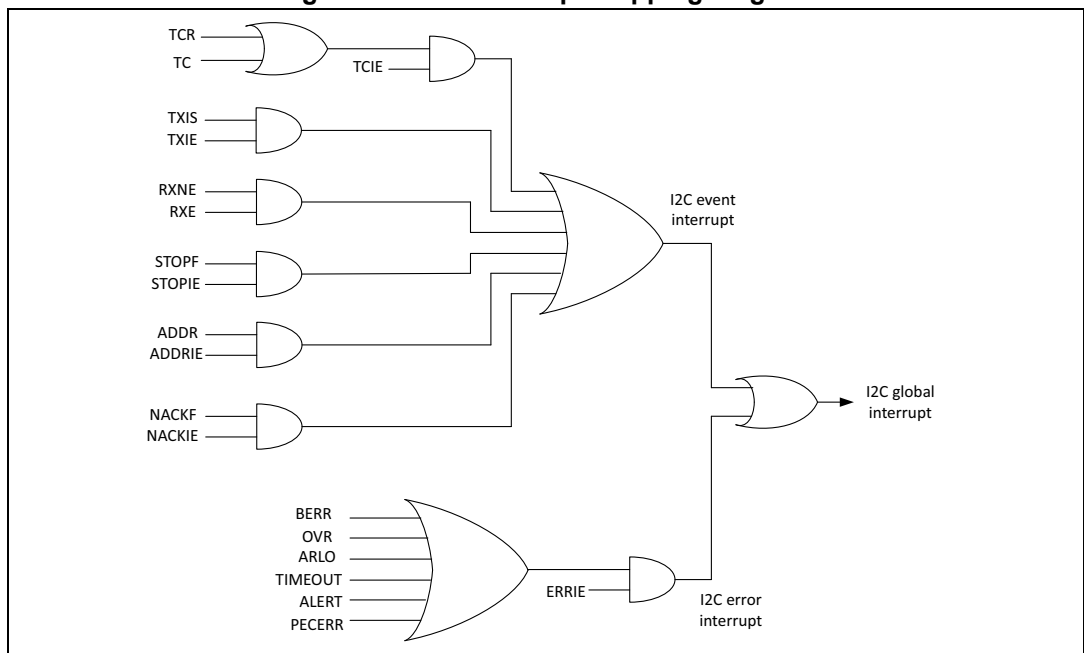 TCR
TC
TCIE
TXIS
TXIE
RXNE
RXE
STOPF
STOPIE
ADDR
ADDRIE
NACKF
NACKIE
I2C event
interrupt
I2C global
interrupt
BERR
OVR
ARLO
TIMEOUT
ALERT
PECERR
ERRIE
I2C error
interrupt